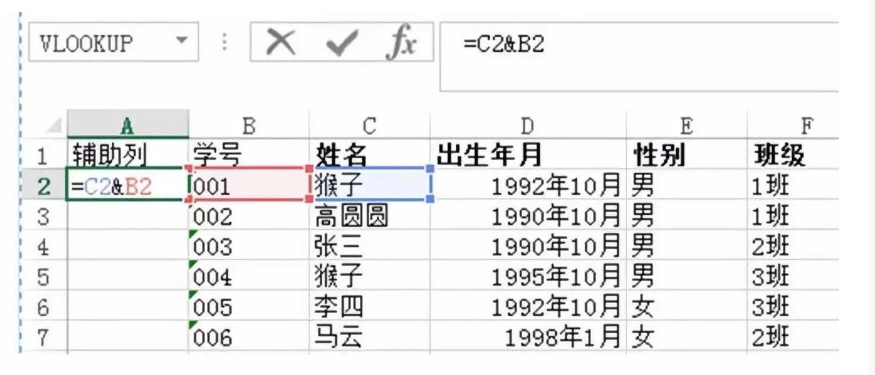 VLOOKUP fx =C2&B2
A B C D E F
1 辅助列 学号 姓名 出生年月 性别 班级
2 =C2&B2 001 猴子 1992年10月 男 1班
3 002 高圆圆 1990年10月 男 1班
4 003 张三 1990年10月 男 2班
5 004 猴子 1995年10月 男 3班
6 005 李四 1992年10月 女 3班
7 006 马云 1998年1月 女 2班